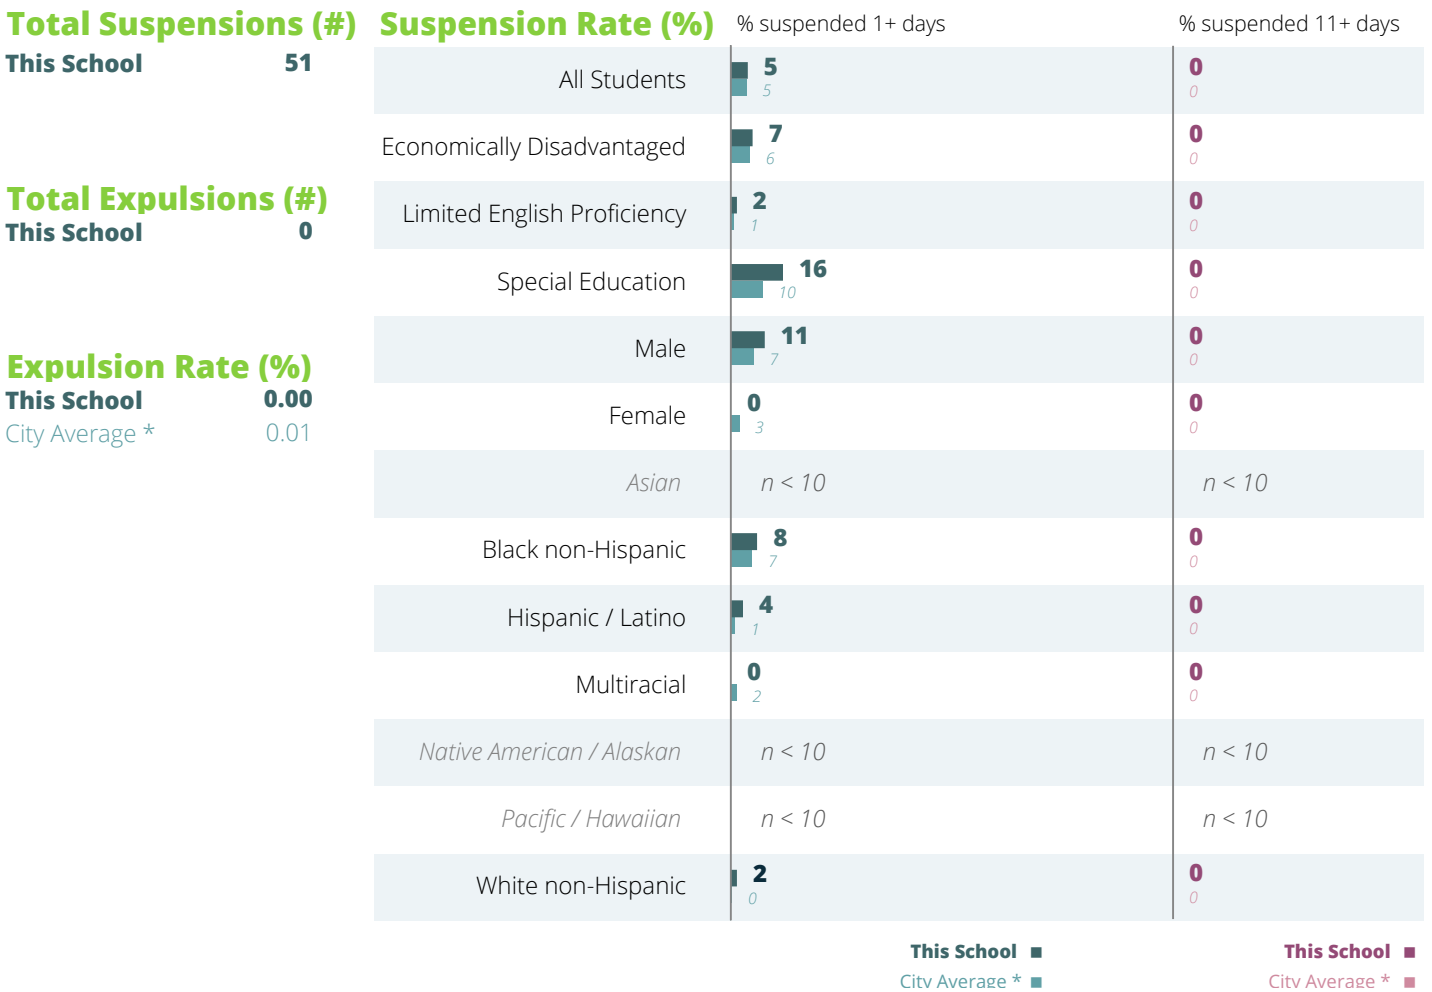 Total Suspensions (#)
This School 51
Total Expulsions (#)
This School 0
Expulsion Rate (%)
This School 0.00
City Average * 0.01
Suspension Rate (%) % suspended 1+ days % suspended 11+ days
All Students 5 0
5 0
Economically Disadvantaged 7 0
6 0
Limited English Proficiency 2 0
1 0
Special Education 16 0
10 0
Male 11 0
7 0
Female 0 0
3 0
Asian n < 10 n < 10
Black non-Hispanic 8 0
7 0
Hispanic / Latino 4 0
1 0
Multiracial 0 0
2 0
Native American / Alaskan n < 10 n < 10
Pacific / Hawaiian n < 10 n < 10
White non-Hispanic 2 0
0 0
This School This School
City Average * City Average *